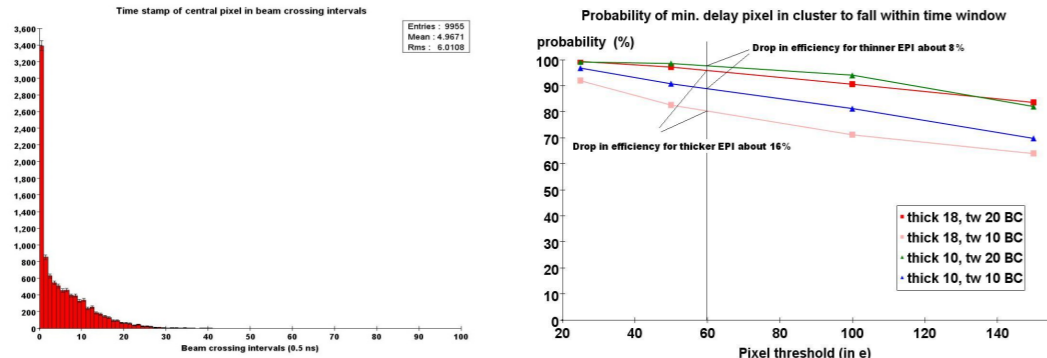 Time stamp of central pixel in beam crossing intervals
Entries : 9955
Mean : 4.9671
Rms : 6.0108
3,600
3,400
3,200
3,000
2,800
2,600
2,400
2,200
2,000
1,800
1,600
1,400
1,200
1,000
800
600
400
200
0
0 10 20 30 40 50 60 70 80 90 100
Beam crossing intervals (0.5 ns)
Probability of min. delay pixel in cluster to fall within time window
probability (%)
Drop in efficiency for thinner EPI about 8%
Drop in efficiency for thicker EPI about 16%
100
90
80
70
60
50
40
30
20
10
0
thick 18, tw 20 BC
thick 18, tw 10 BC
thick 10, tw 20 BC
thick 10, tw 10 BC
20 40 60 80 100 120 140
Pixel threshold (in e)